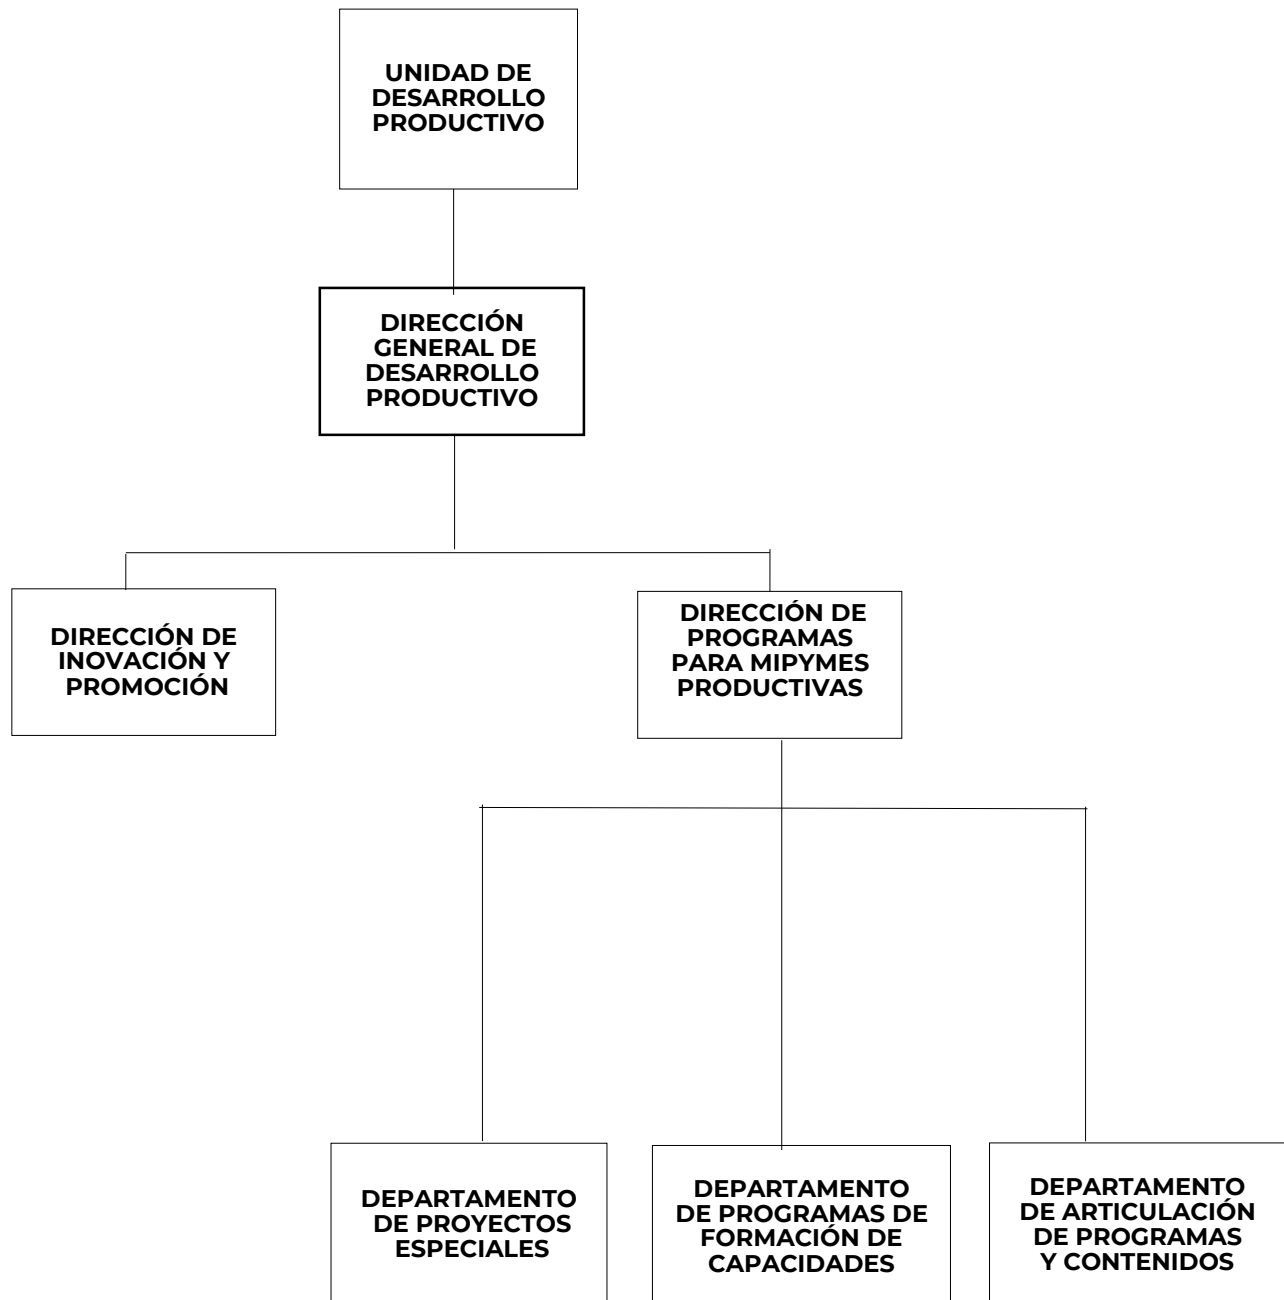 UNIDAD DE
DESARROLLO
PRODUCTIVO
DIRECCIÓN
GENERAL DE
DESARROLLO
PRODUCTIVO
DIRECCIÓN DE
INOVACIÓN Y
PROMOCIÓN
DIRECCIÓN DE
PROGRAMAS
PARA MIPYMES
PRODUCTIVAS
DEPARTAMENTO
DE PROYECTOS
ESPECIALES
DEPARTAMENTO
DE PROGRAMAS DE
FORMACIÓN DE
CAPACIDADES
DEPARTAMENTO
DE ARTICULACIÓN
DE PROGRAMAS
Y CONTENIDOS